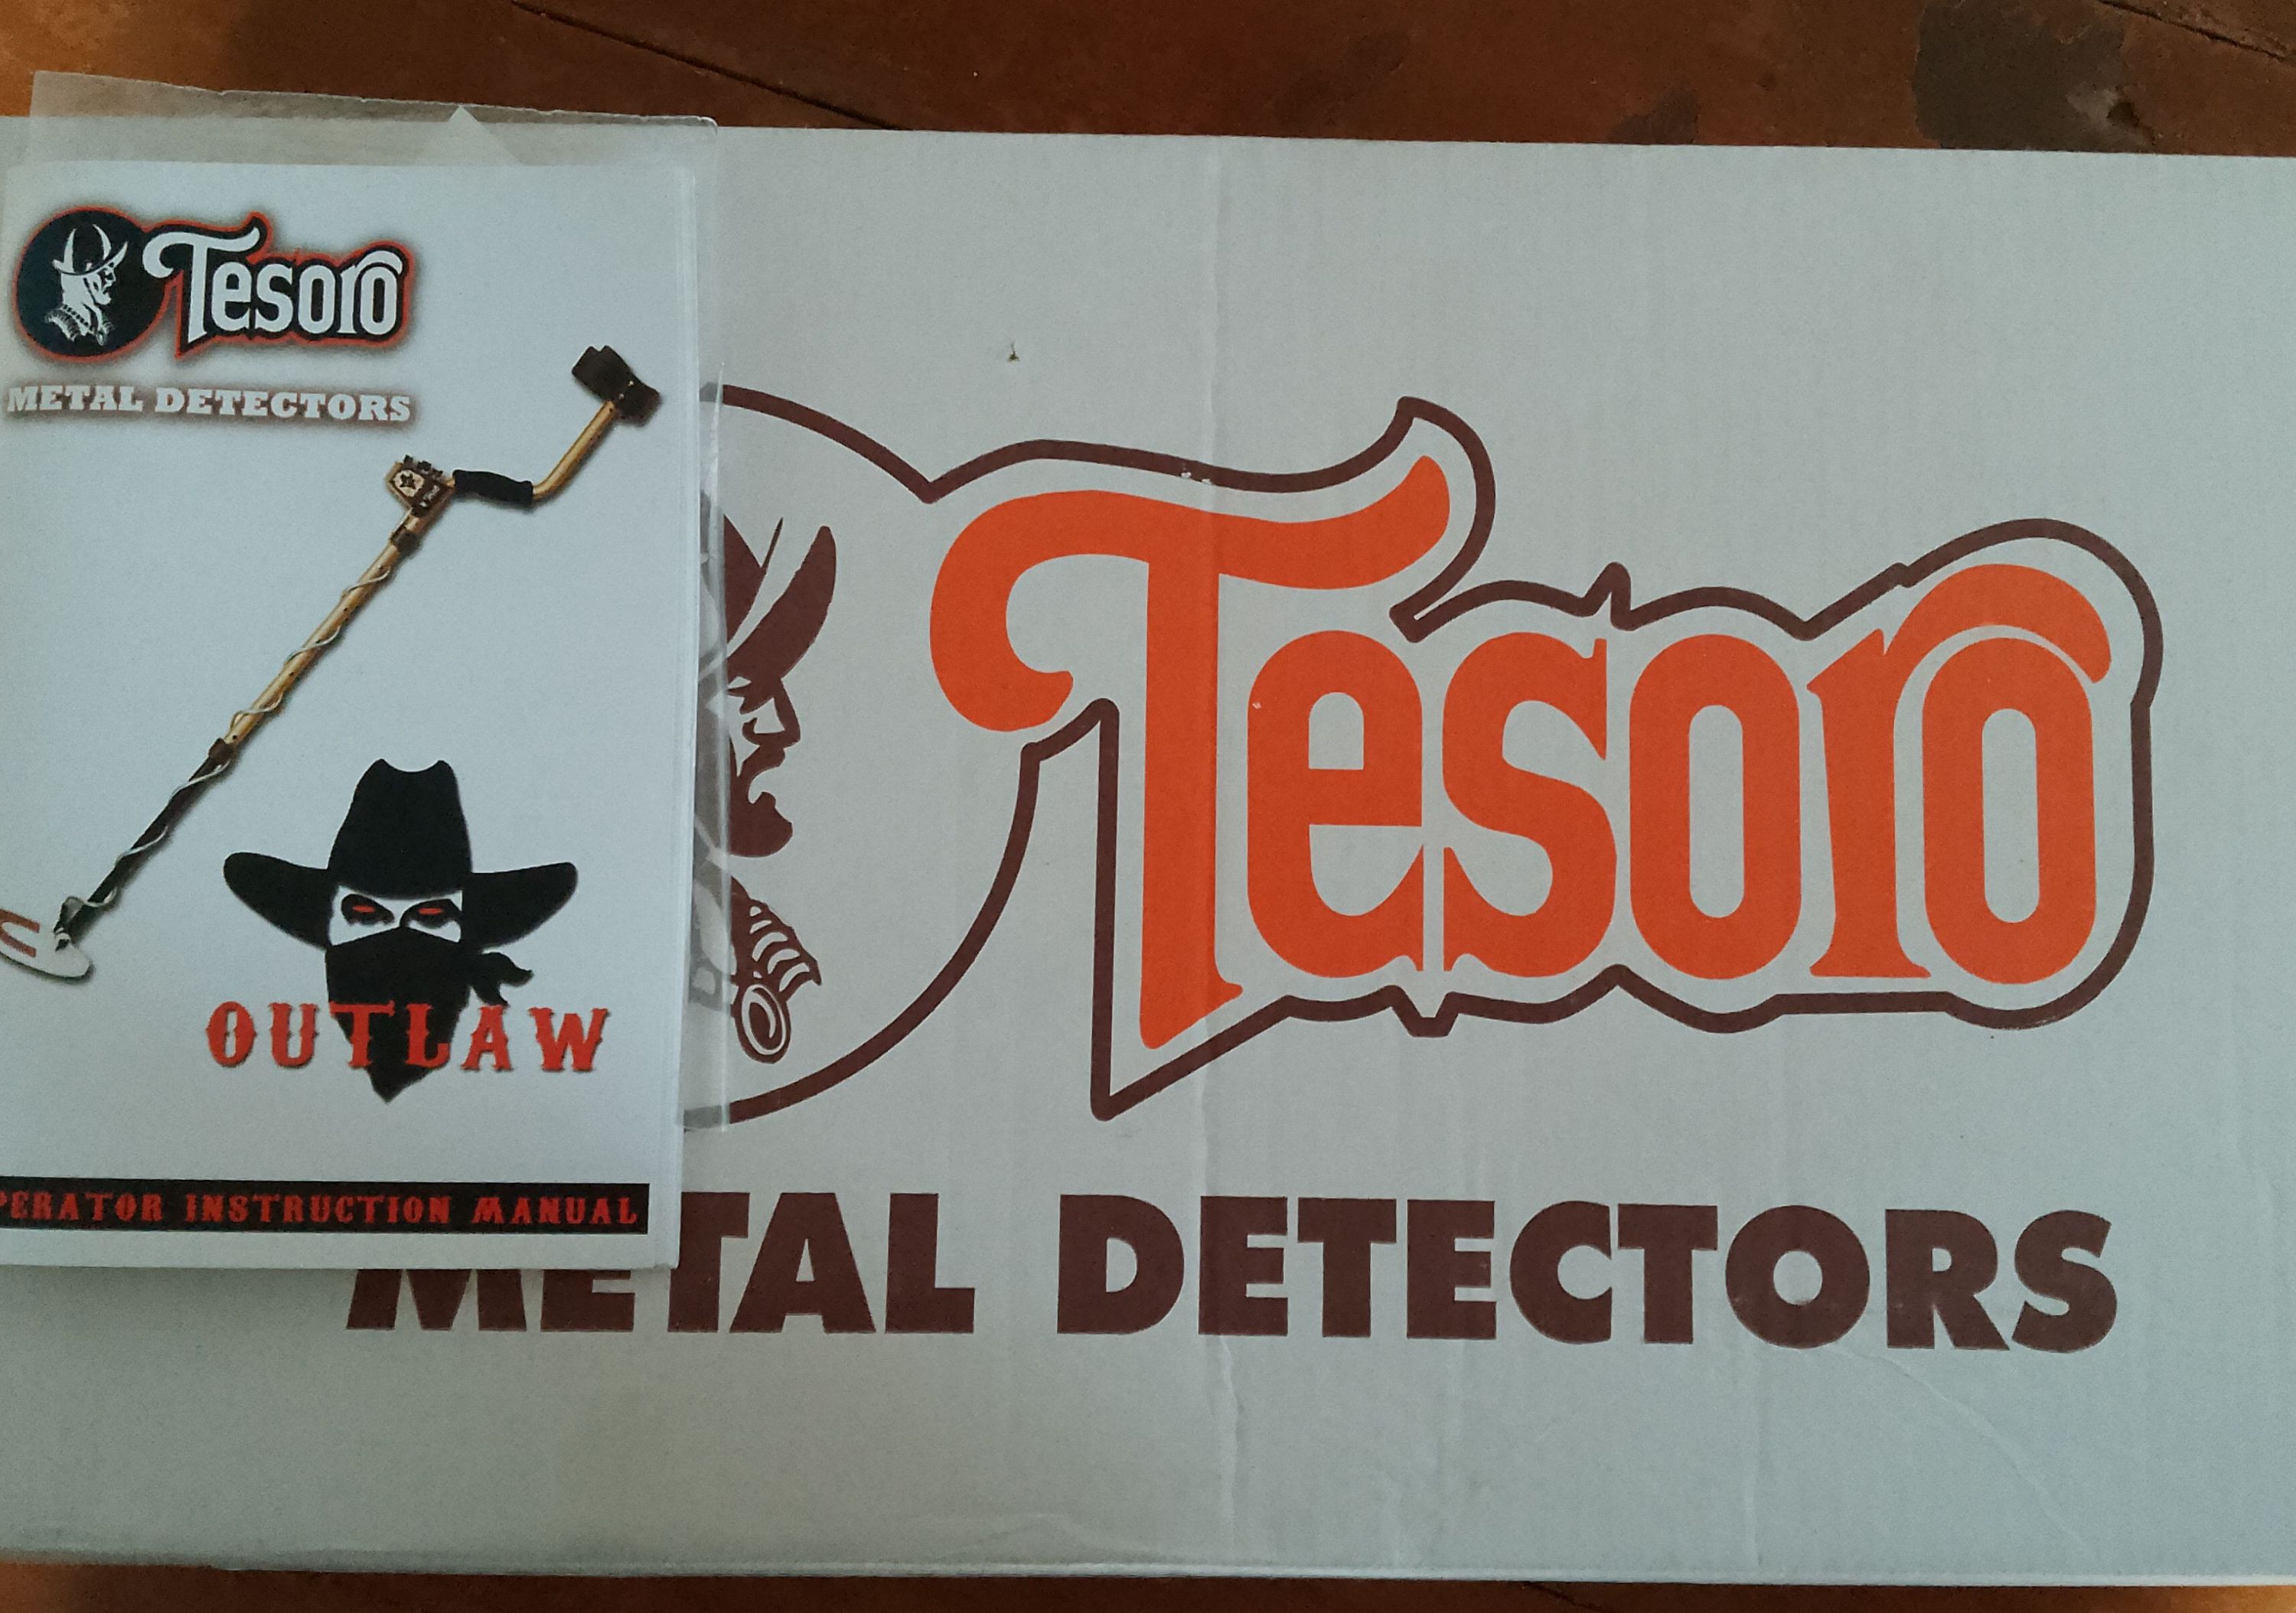 Tesoro
METAL DETECTORS
OUTLAW
PERATOR INSTRUCTION MANUAL
Tesoro
METAL DETECTORS